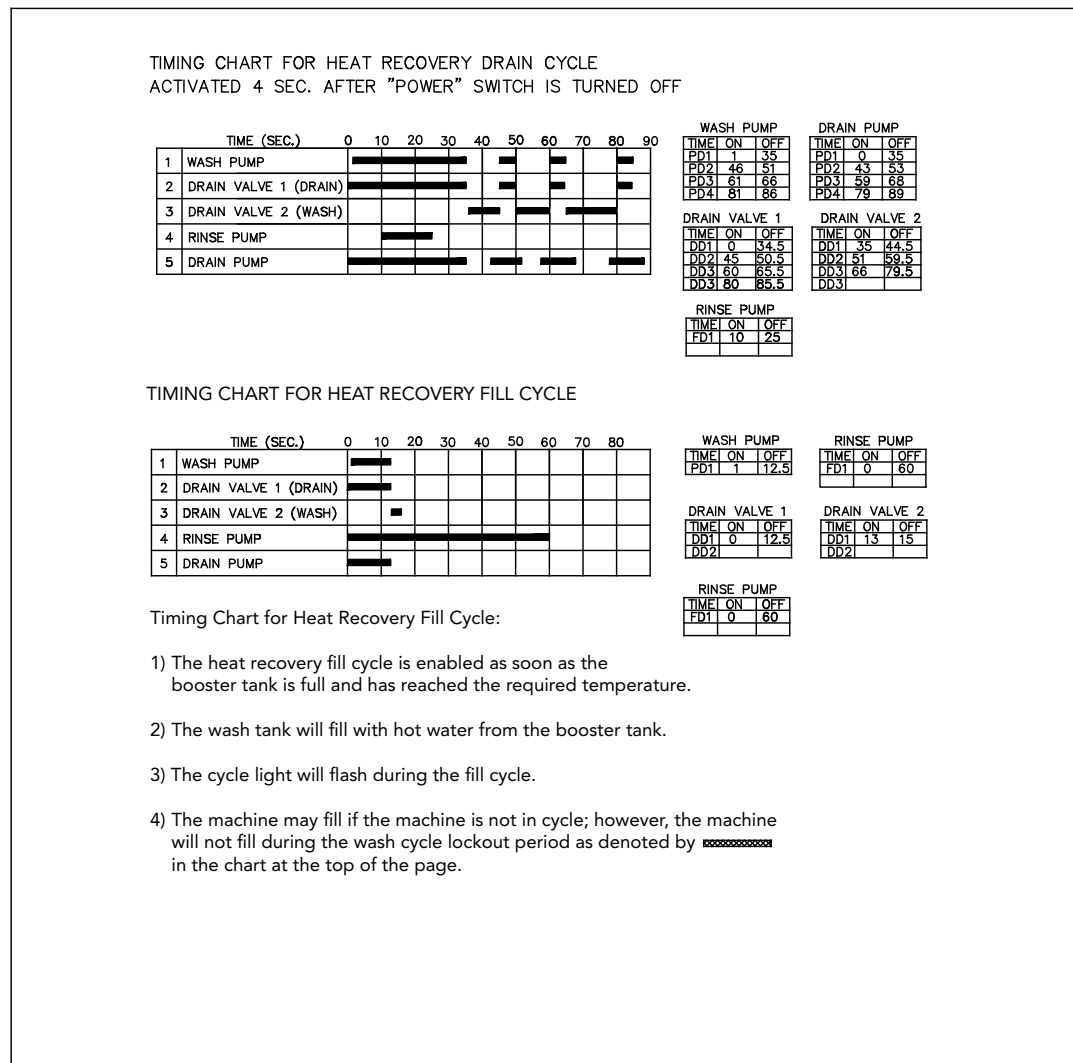 TIMING CHART FOR HEAT RECOVERY DRAIN CYCLE
ACTIVATED 4 SEC. AFTER "POWER" SWITCH IS TURNED OFF
TIME (SEC.) 0 10 20 30 40 50 60 70 80 90
1 WASH PUMP
2 DRAIN VALVE 1 (DRAIN)
3 DRAIN VALVE 2 (WASH)
4 RINSE PUMP
5 DRAIN PUMP
WASH PUMP
TIME ON OFF
PD1 1 35
PD2 46 51
PD3 61 66
PD4 81 86
DRAIN PUMP
TIME ON OFF
PD1 0 35
PD2 43 53
PD3 59 68
PD4 79 89
DRAIN VALVE 1
TIME ON OFF
DD1 0 34.5
DD2 45 50.5
DD3 60 65.5
DD3 80 85.5
DRAIN VALVE 2
TIME ON OFF
DD1 35 44.5
DD2 51 59.5
DD3 66 79.5
DD3
RINSE PUMP
TIME ON OFF
FD1 10 25
TIMING CHART FOR HEAT RECOVERY FILL CYCLE
TIME (SEC.) 0 10 20 30 40 50 60 70 80
1 WASH PUMP
2 DRAIN VALVE 1 (DRAIN)
3 DRAIN VALVE 2 (WASH)
4 RINSE PUMP
5 DRAIN PUMP
WASH PUMP
TIME ON OFF
PD1 1 12.5
RINSE PUMP
TIME ON OFF
FD1 0 60
DRAIN VALVE 1
TIME ON OFF
DD1 0 12.5
DD2
DRAIN VALVE 2
TIME ON OFF
DD1 13 15
DD2
RINSE PUMP
TIME ON OFF
FD1 0 60
Timing Chart for Heat Recovery Fill Cycle:
1) The heat recovery fill cycle is enabled as soon as the
booster tank is full and has reached the required temperature.
2) The wash tank will fill with hot water from the booster tank.
3) The cycle light will flash during the fill cycle.
4) The machine may fill if the machine is not in cycle; however, the machine
will not fill during the wash cycle lockout period as denoted by
in the chart at the top of the page.